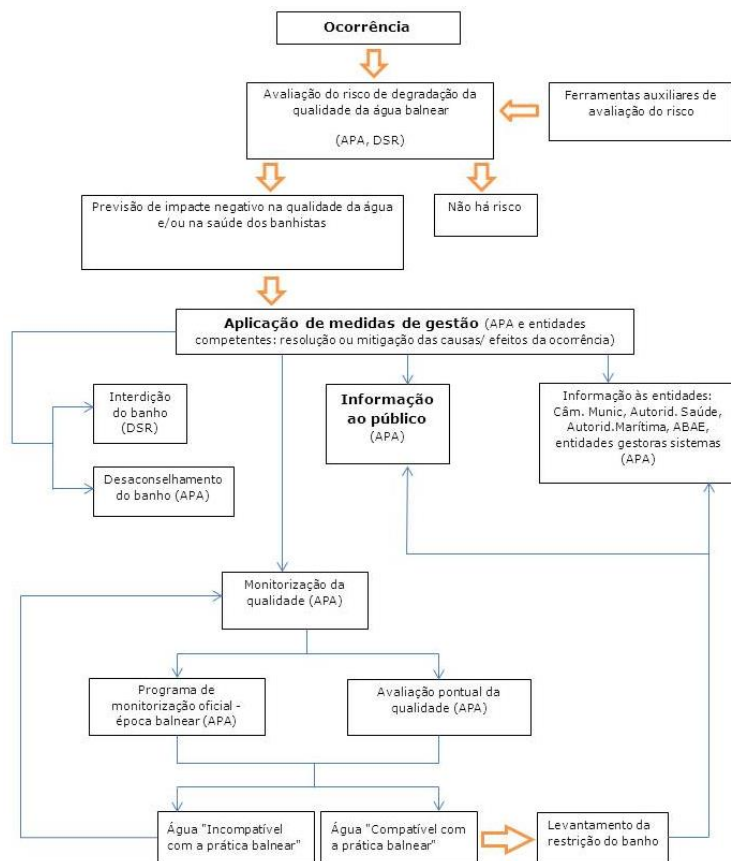 Ocorrência
Avaliação do risco de degradação da
qualidade da água balnear
(APA, DSR)
Ferramentas auxiliares de
avaliação do risco
Previsão de impacte negativo na qualidade da água
e/ou na saúde dos banhistas
Não há risco
Aplicação de medidas de gestão (APA e entidades
competentes: resolução ou mitigação das causas/ efeitos da ocorrência)
Interdição
do banho
(DSR)
Informação
ao público
(APA)
Informação às entidades:
Câm. Munic, Autorid. Saúde,
Autorid.Marítima, ABAE,
entidades gestoras sistemas
(APA)
Desaconselhamento
do banho (APA)
Monitorização da
qualidade (APA)
Programa de
monitorização oficial -
época balnear (APA)
Avaliação pontual da
qualidade (APA)
Água "Incompatível
com a prática balnear"
Água "Compatível com
a prática balnear"
Levantamento da
restrição do banho